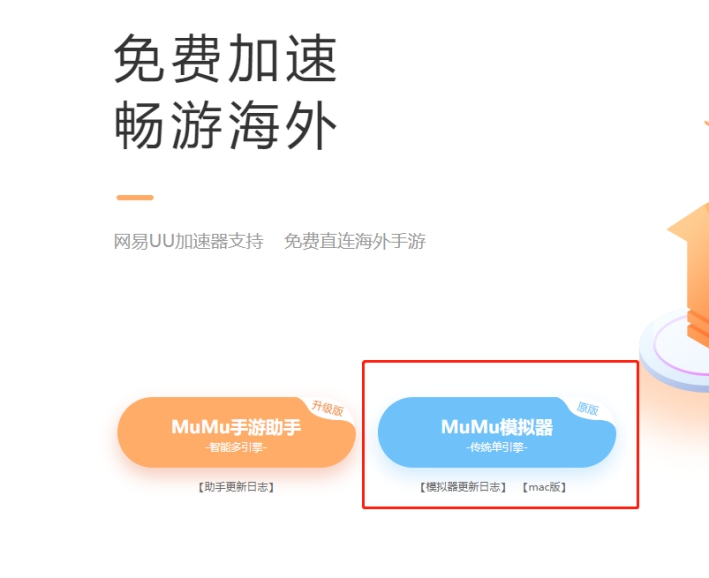 免费加速
畅游海外
网易UU加速器支持 免费直连海外手游
升级版
MuMu手游助手
-智能多引擎-
【助手更新日志】
原版
MuMu模拟器
-传统单引擎-
【模拟器更新日志】 【mac版】